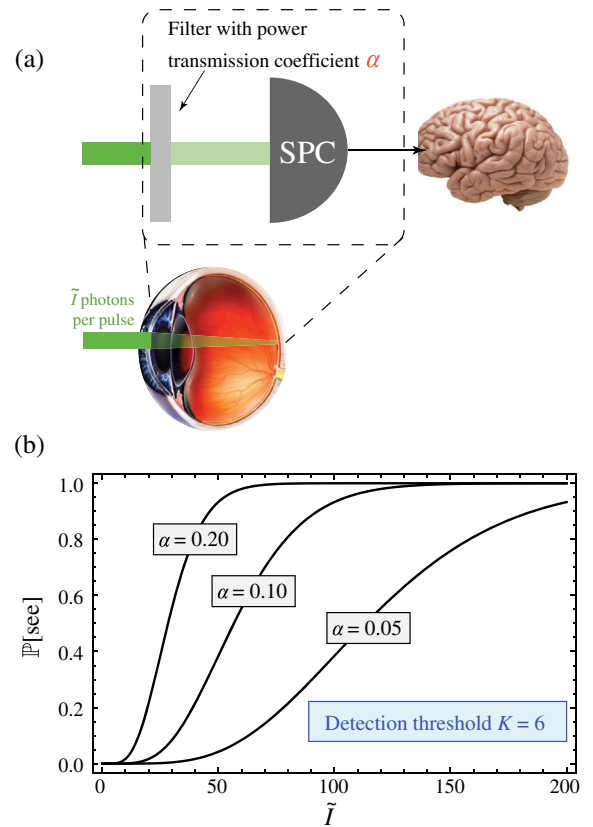 (a)
Filter with power
transmission coefficient α
SPC
Ĩ photons
per pulse
(b)
ℙ[see]
1.0
0.8
0.6
0.4
0.2
0.0
α = 0.20
α = 0.10
α = 0.05
Detection threshold K = 6
0 50 100 150 200
Ĩ